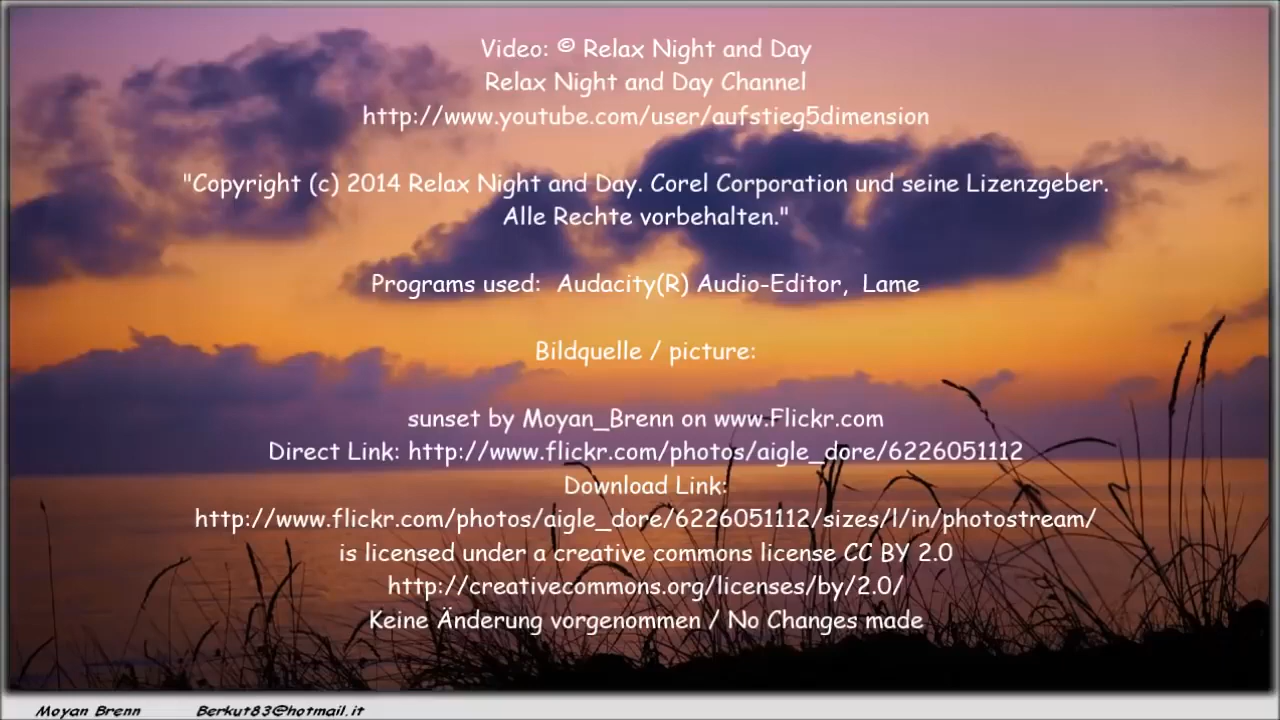 Video: © Relax Night and Day
Relax Night and Day Channel
http://www.youtube.com/user/aufstieg5dimension
"Copyright (c) 2014 Relax Night and Day. Corel Corporation und seine Lizenzgeber.
Alle Rechte vorbehalten."
Programs used:  Audacity(R) Audio-Editor,  Lame
Bildquelle / picture:
sunset by Moyan_Brenn on www.Flickr.com
Direct Link: http://www.flickr.com/photos/aigle_dore/6226051112
Download Link:
http://www.flickr.com/photos/aigle_dore/6226051112/sizes/l/in/photostream/
is licensed under a creative commons license CC BY 2.0
http://creativecommons.org/licenses/by/2.0/
Keine Änderung vorgenommen / No Changes made
Moyan Brenn Berkut83@hotmail.it